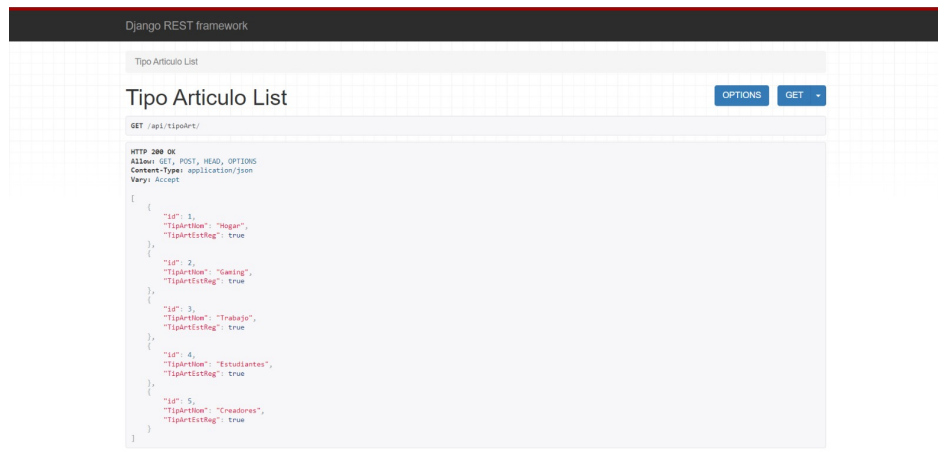 Django REST framework
Tipo Articulo List
Tipo Articulo List
OPTIONS GET
GET /api/tipoArt/
HTTP 200 OK
Allow: GET, POST, HEAD, OPTIONS
Content-Type: application/json
Vary: Accept
[
{
"id": 1,
"TipArtNom": "Hogar",
"TipArtEstReg": true
},
{
"id": 2,
"TipArtNom": "Gaming",
"TipArtEstReg": true
},
{
"id": 3,
"TipArtNom": "Trabajo",
"TipArtEstReg": true
},
{
"id": 4,
"TipArtNom": "Estudiantes",
"TipArtEstReg": true
},
{
"id": 5,
"TipArtNom": "Creadores",
"TipArtEstReg": true
}
]